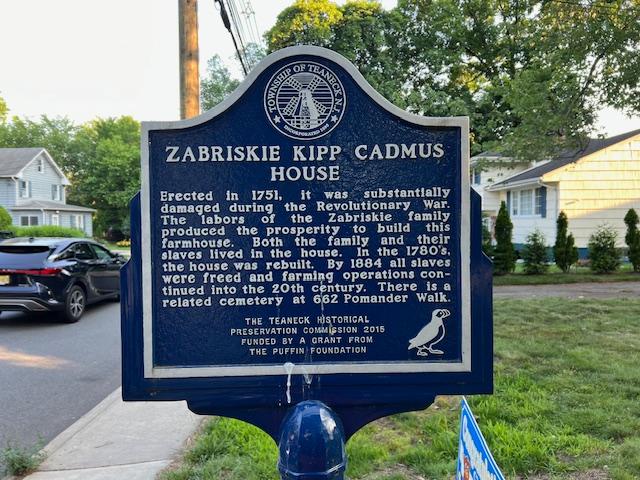 TOWNSHIP OF TEANECK, N.J.
INCORPORATED 1895
ZABRISKIE KIPP CADMUS
HOUSE
Erected in 1751, it was substantially
damaged during the Revolutionary War.
The labors of the Zabriskie family
produced the prosperity to build this
farmhouse. Both the family and their
slaves lived in the house. In the 1780's,
the house was rebuilt. By 1884 all slaves
were freed and farming operations con-
tinued into the 20th century. There is a
related cemetery at 662 Pomander Walk.
THE TEANECK HISTORICAL
PRESERVATION COMMISSION 2015
FUNDED BY A GRANT FROM
THE PUFFIN FOUNDATION